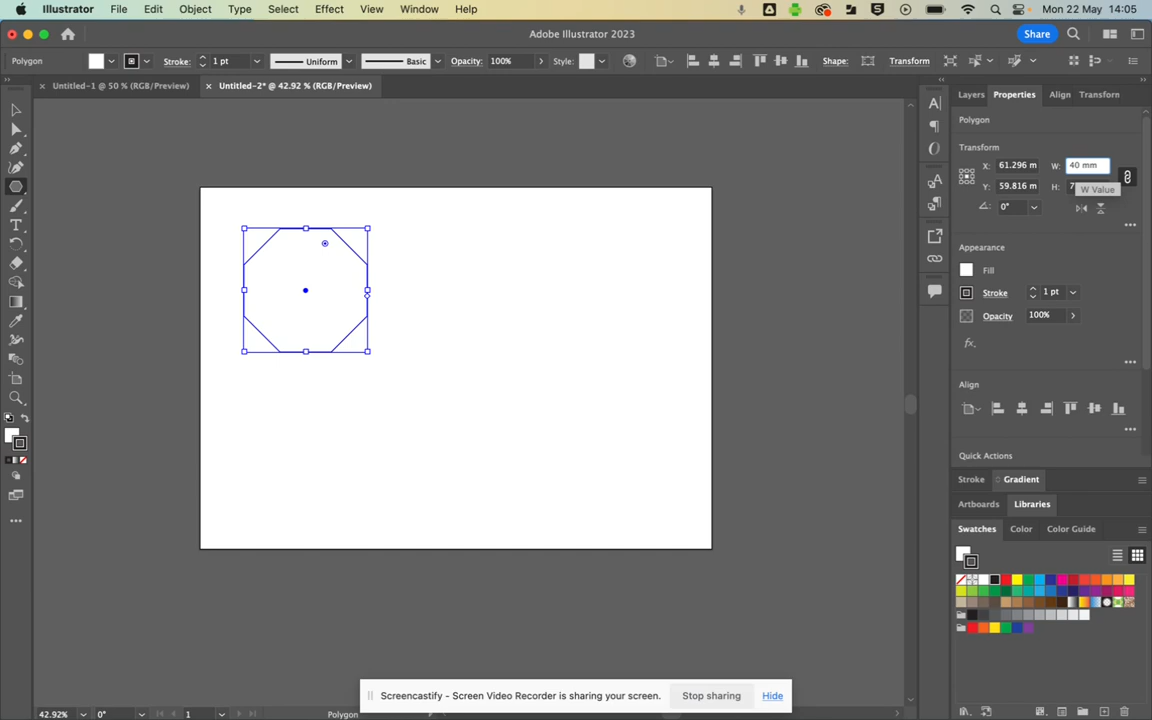 Illustrator File Edit Object Type Select Effect View Window Help Mon 22 May 14:05
Adobe Illustrator 2023 Share
Polygon Stroke: 1 pt Uniform Basic Opacity: 100% Style: Shape: Transform
Untitled-1 @ 50 % (RGB/Preview) Untitled-2* @ 42.92 % (RGB/Preview)
Layers Properties Align Transform
Polygon
Transform
X: 61.296 m W: 40 mm
Y: 59.816 m H:
W Value
0°
Appearance
Fill
Stroke 1 pt
Opacity 100%
Align
Quick Actions
Stroke Gradient
Artboards Libraries
Swatches Color Color Guide
Screencastify - Screen Video Recorder is sharing your screen. Stop sharing Hide
42.92% 0° 1 Polygon